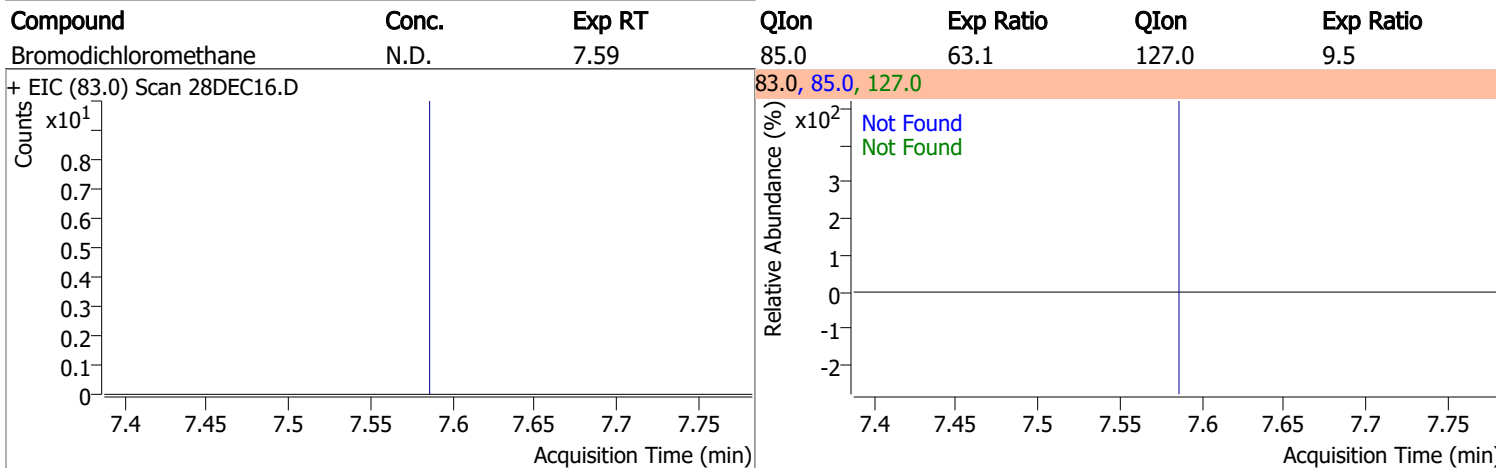 Compound Conc. Exp RT QIon Exp Ratio QIon Exp Ratio
Bromodichloromethane N.D. 7.59 85.0 63.1 127.0 9.5
+ EIC (83.0) Scan 28DEC16.D
Counts
x10¹
0.8
0.7
0.6
0.5
0.4
0.3
0.2
0.1
0
7.4 7.45 7.5 7.55 7.6 7.65 7.7 7.75
Acquisition Time (min)
83.0, 85.0, 127.0
Relative Abundance (%)
x10²
Not Found
Not Found
3
2
1
0
-1
-2
7.4 7.45 7.5 7.55 7.6 7.65 7.7 7.75
Acquisition Time (min)